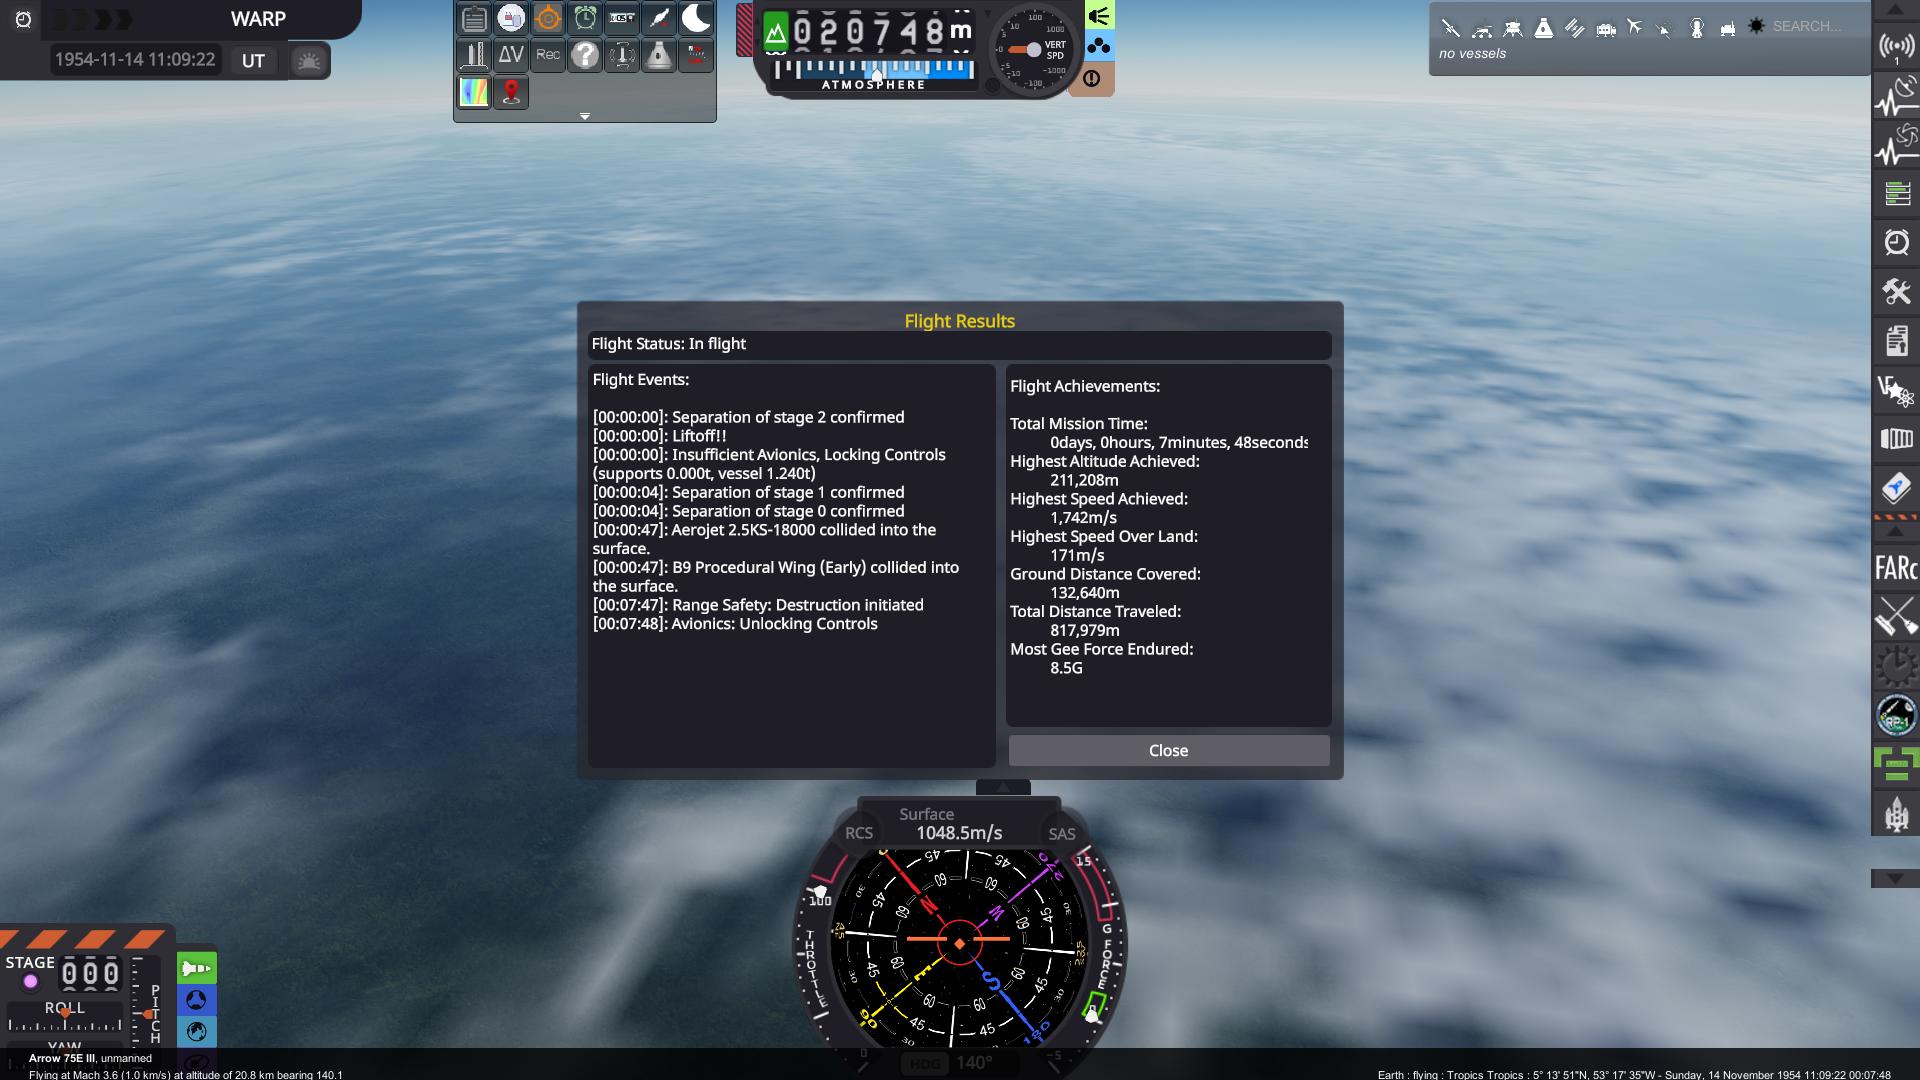 WARP
1954-11-14 11:09:22
UT
ΔV
Rec
?
020748 m
ATMOSPHERE
VERT
SPD
SEARCH...
no vessels
1
FARc
RP-1
Flight Results
Flight Status: In flight
Flight Events:
[00:00:00]: Separation of stage 2 confirmed
[00:00:00]: Liftoff!!
[00:00:00]: Insufficient Avionics, Locking Controls
(supports 0.000t, vessel 1.240t)
[00:00:04]: Separation of stage 1 confirmed
[00:00:04]: Separation of stage 0 confirmed
[00:00:47]: Aerojet 2.5KS-18000 collided into the
surface.
[00:00:47]: B9 Procedural Wing (Early) collided into
the surface.
[00:07:47]: Range Safety: Destruction initiated
[00:07:48]: Avionics: Unlocking Controls
Flight Achievements:
Total Mission Time:
0days, 0hours, 7minutes, 48seconds
Highest Altitude Achieved:
211,208m
Highest Speed Achieved:
1,742m/s
Highest Speed Over Land:
171m/s
Ground Distance Covered:
132,640m
Total Distance Traveled:
817,979m
Most Gee Force Endured:
8.5G
Close
Surface
RCS
1048.5m/s
SAS
100
THROTTLE
15
G FORCE
N
W
S
-5
0
HDG 140°
STAGE
000
ROLL
PITCH
YAW
Arrow 75E III, unmanned
Flying at Mach 3.6 (1.0 km/s) at altitude of 20.8 km bearing 140.1
Earth : flying : Tropics Tropics : 5° 13' 51"N, 53° 17' 35"W - Sunday, 14 November 1954 11:09:22 00:07:48